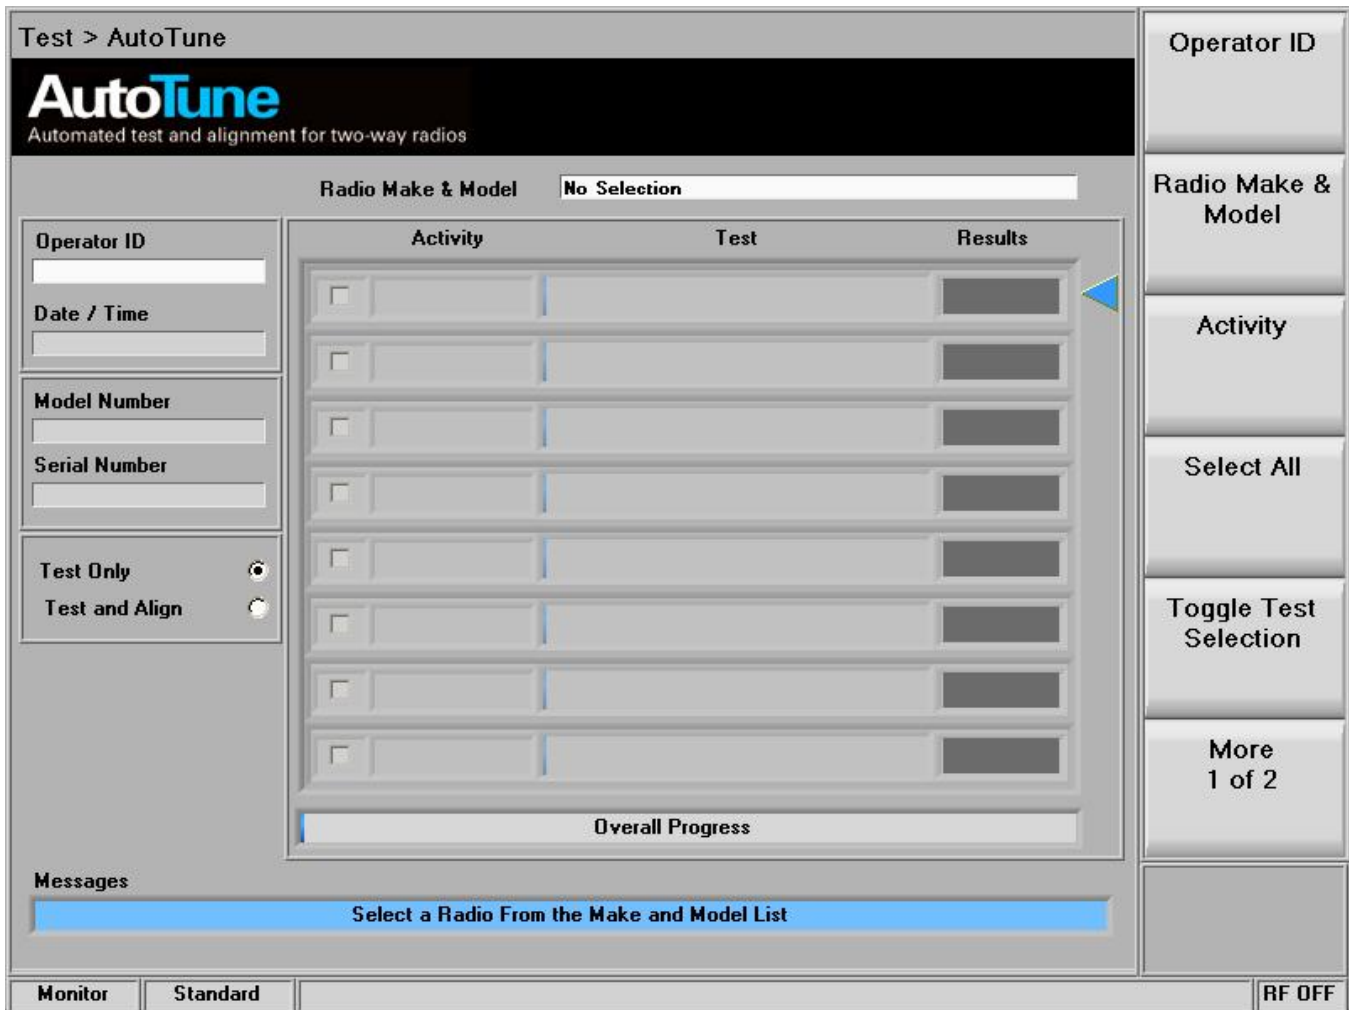 Test > AutoTune
AutoTune
Automated test and alignment for two-way radios
Radio Make & Model
No Selection
Operator ID
Date / Time
Model Number
Serial Number
Test Only
Test and Align
Activity
Test
Results
Overall Progress
Messages
Select a Radio From the Make and Model List
Monitor
Standard
RF OFF
Operator ID
Radio Make &
Model
Activity
Select All
Toggle Test
Selection
More
1 of 2